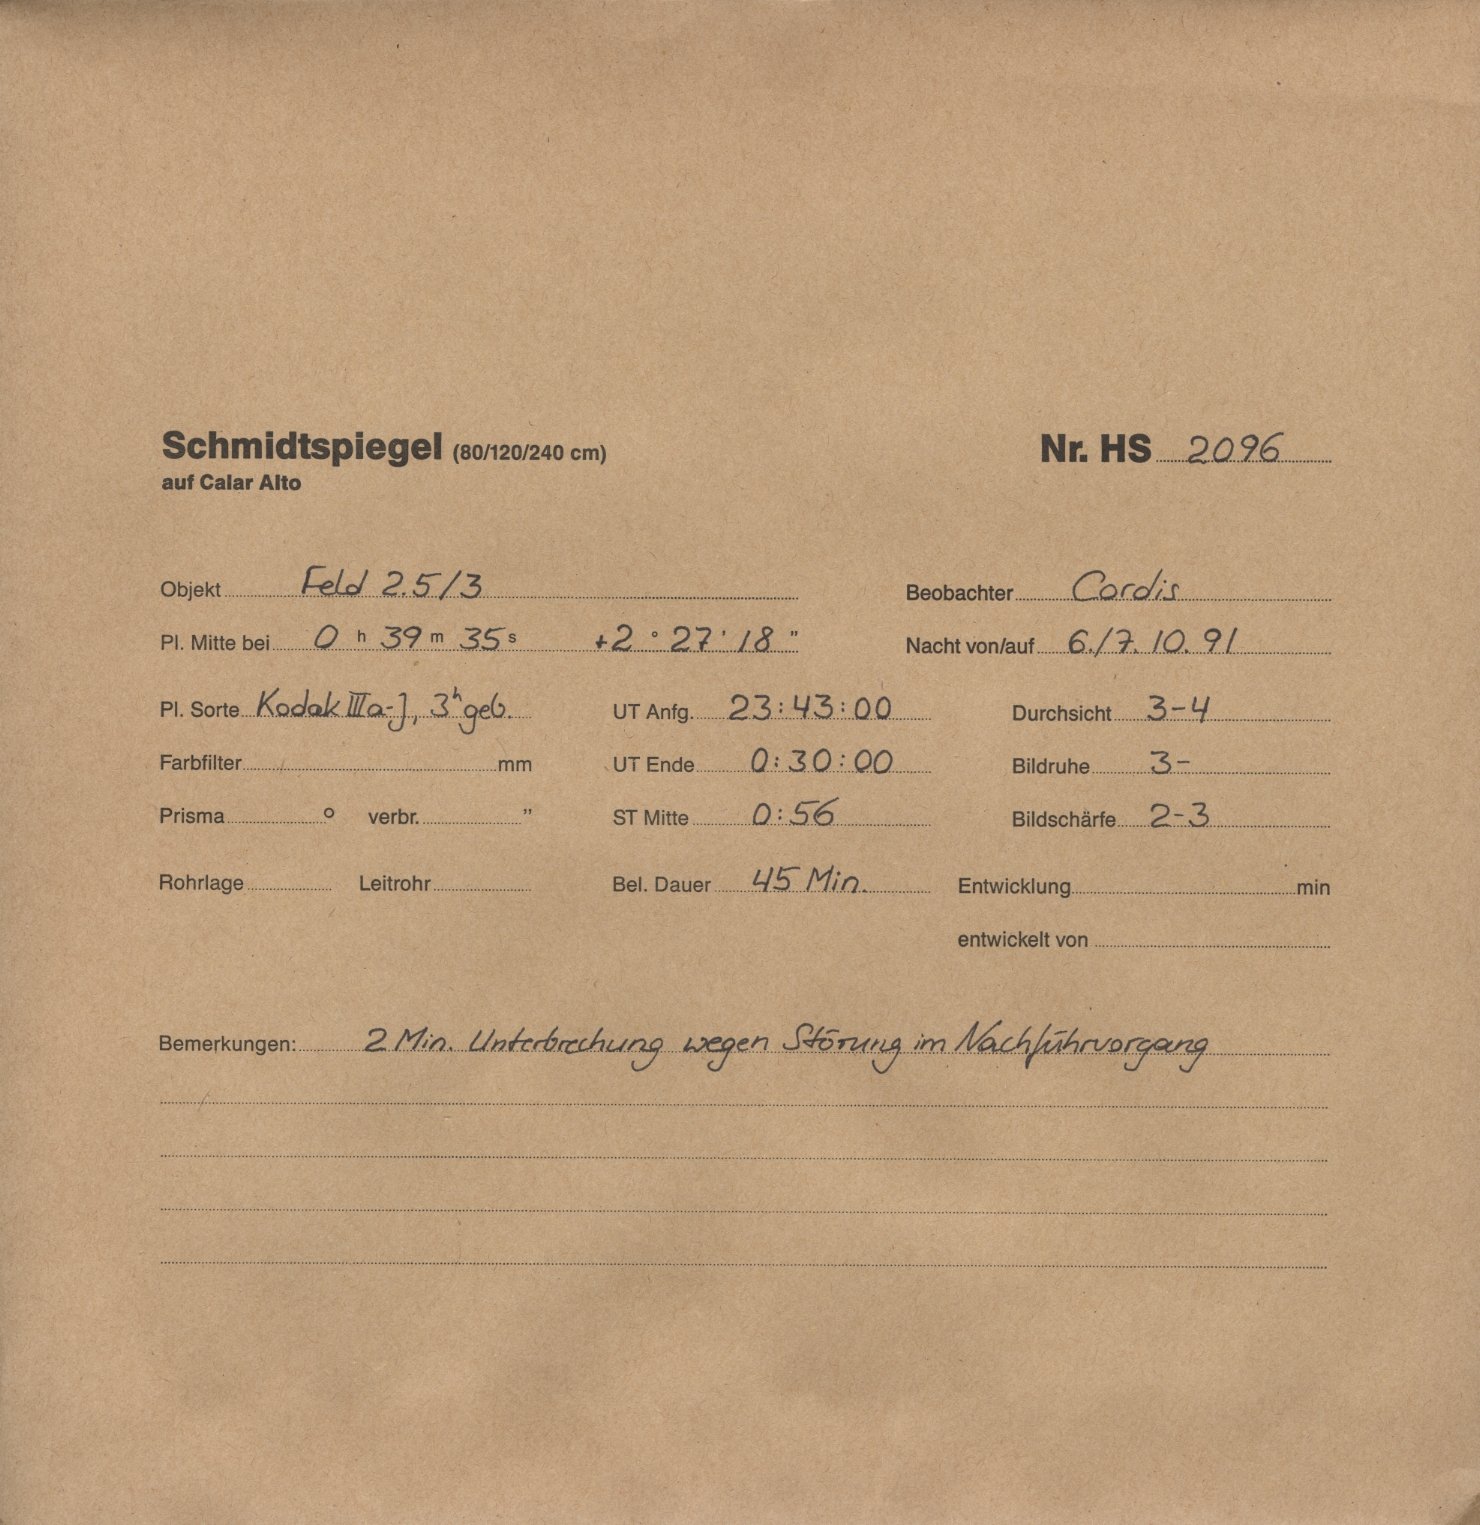 Schmidtspiegel (80/120/240 cm) Nr. HS 2096
auf Calar Alto
Objekt Feld 2.5/3 Beobachter Cordis
Pl. Mitte bei 0 h 39 m 35 s +2 ° 27 ' 18 " Nacht von/auf 6./7. 10. 91
Pl. Sorte Kodak IIIa-J, 3h geb. UT Anfg. 23:43:00 Durchsicht 3-4
Farbfilter mm UT Ende 0:30:00 Bildruhe 3-
Prisma ° verbr. " ST Mitte 0:56 Bildschärfe 2-3
Rohrlage Leitrohr Bel. Dauer 45 Min. Entwicklung min
entwickelt von
Bemerkungen: 2 Min. Unterbrechung wegen Störung im Nachführvorgang